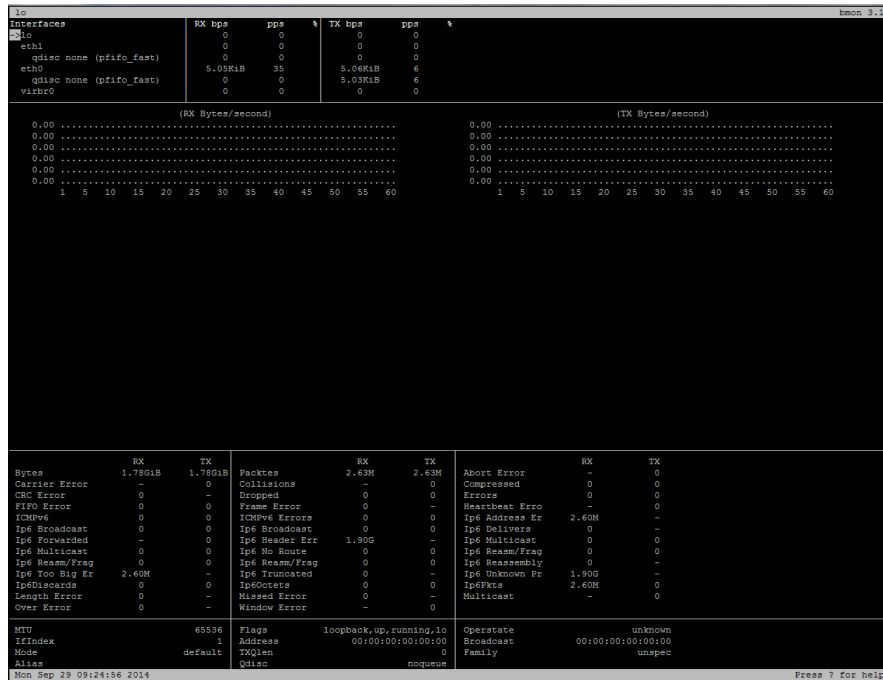 lo bmon 3.1
Interfaces RX bps pps % TX bps pps %
->lo 0 0 0 0
eth1 0 0 0 0
qdisc none (pfifo_fast) 0 0 0 0
eth0 5.05KiB 35 5.06KiB 6
qdisc none (pfifo_fast) 0 0 5.03KiB 6
virbr0 0 0 0 0
(RX Bytes/second) (TX Bytes/second)
0.00 ............................................................ 0.00 ............................................................
0.00 ............................................................ 0.00 ............................................................
0.00 ............................................................ 0.00 ............................................................
0.00 ............................................................ 0.00 ............................................................
0.00 ............................................................ 0.00 ............................................................
0.00 ............................................................ 0.00 ............................................................
1 5 10 15 20 25 30 35 40 45 50 55 60 1 5 10 15 20 25 30 35 40 45 50 55 60
RX TX RX TX RX TX
Bytes 1.78GiB 1.78GiB Packtes 2.63M 2.63M Abort Error - 0
Carrier Error - 0 Collisions - 0 Compressed 0 0
CRC Error 0 - Dropped 0 0 Errors 0 0
FIFO Error 0 0 Frame Error 0 - Heartbeat Erro - 0
ICMPv6 0 0 ICMPv6 Errors 0 0 Ip6 Address Er 2.60M -
Ip6 Broadcast 0 0 Ip6 Broadcast 0 0 Ip6 Delivers 0 -
Ip6 Forwarded - 0 Ip6 Header Err 1.90G - Ip6 Multicast 0 0
Ip6 Multicast 0 0 Ip6 No Route 0 0 Ip6 Reasm/Frag 0 0
Ip6 Reasm/Frag 0 0 Ip6 Reasm/Frag 0 0 Ip6 Reassembly 0 -
Ip6 Too Big Er 2.60M - Ip6 Truncated 0 - Ip6 Unknown Pr 1.90G -
Ip6Discards 0 0 Ip6Octets 0 - Ip6Pkts 2.60M 0
Length Error 0 - Missed Error 0 - Multicast - 0
Over Error 0 - Window Error - 0
MTU 65536 Flags loopback,up,running,lo Operstate unknown
IfIndex 1 Address 00:00:00:00:00:00 Broadcast 00:00:00:00:00:00
Mode default TXQlen 0 Family unspec
Alias Qdisc noqueue
Mon Sep 29 09:24:56 2014 Press ? for help